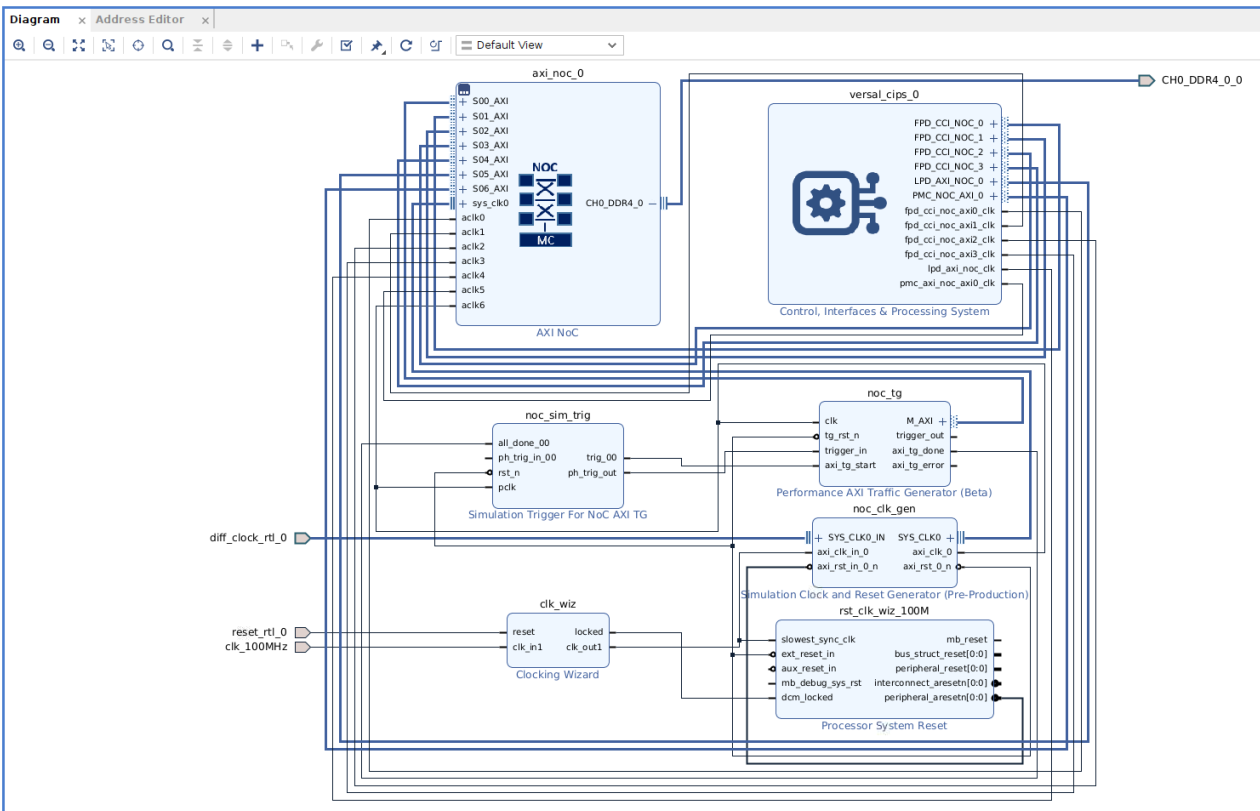 Diagram × Address Editor ×
Default View
axi_noc_0
S00_AXI
S01_AXI
S02_AXI
S03_AXI
S04_AXI
S05_AXI
S06_AXI
sys_clk0
aclk0
aclk1
aclk2
aclk3
aclk4
aclk5
aclk6
NOC
MC
CH0_DDR4_0
AXI NoC
CH0_DDR4_0_0
versal_cips_0
FPD_CCI_NOC_0
FPD_CCI_NOC_1
FPD_CCI_NOC_2
FPD_CCI_NOC_3
LPD_AXI_NOC_0
PMC_NOC_AXI_0
fpd_cci_noc_axi0_clk
fpd_cci_noc_axi1_clk
fpd_cci_noc_axi2_clk
fpd_cci_noc_axi3_clk
lpd_axi_noc_clk
pmc_axi_noc_axi0_clk
Control, Interfaces & Processing System
noc_tg
clk M_AXI
tg_rst_n trigger_out
trigger_in axi_tg_done
axi_tg_start axi_tg_error
Performance AXI Traffic Generator (Beta)
noc_sim_trig
all_done_00
ph_trig_in_00 trig_00
rst_n ph_trig_out
pclk
Simulation Trigger For NoC AXI TG
noc_clk_gen
SYS_CLK0_IN SYS_CLK0
axi_clk_in_0 axi_clk_0
axi_rst_in_0_n axi_rst_0_n
Simulation Clock and Reset Generator (Pre-Production)
diff_clock_rtl_0
clk_wiz
reset locked
clk_in1 clk_out1
Clocking Wizard
reset_rtl_0
clk_100MHz
rst_clk_wiz_100M
slowest_sync_clk mb_reset
ext_reset_in bus_struct_reset[0:0]
aux_reset_in peripheral_reset[0:0]
mb_debug_sys_rst interconnect_aresetn[0:0]
dcm_locked peripheral_aresetn[0:0]
Processor System Reset